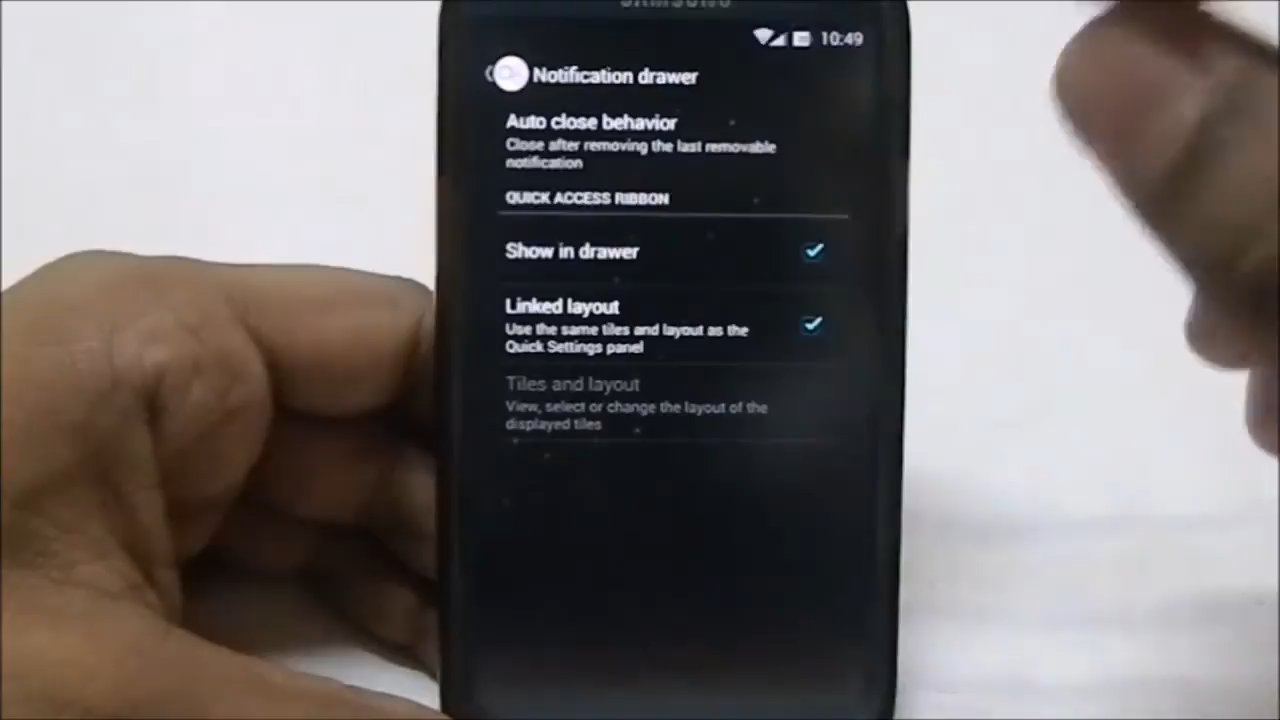 SAMSUNG
10:49
Notification drawer
Auto close behavior
Close after removing the last removable
notification
QUICK ACCESS RIBBON
Show in drawer
Linked layout
Use the same tiles and layout as the
Quick Settings panel
Tiles and layout
View, select or change the layout of the
displayed tiles